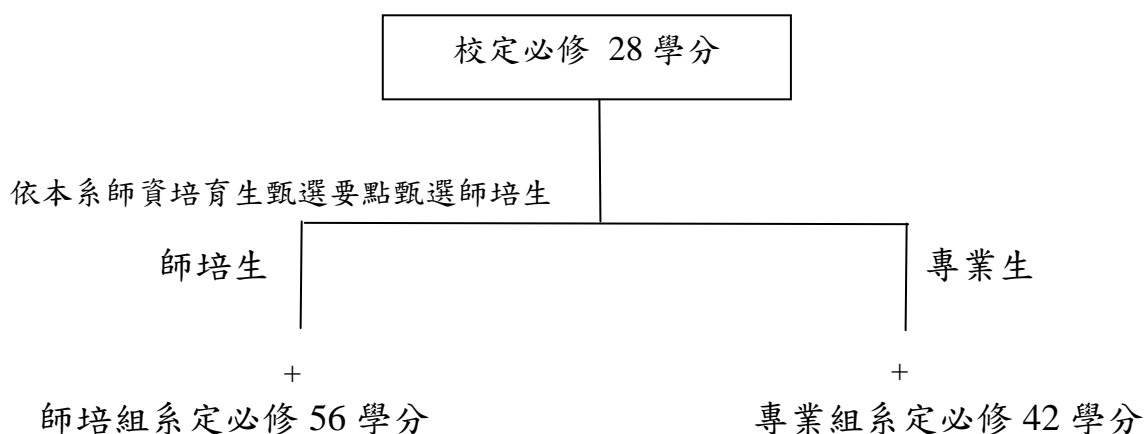 校定必修 28 學分
依本系師資培育生甄選要點甄選師培生
師培生
專業生
+
+
師培組系定必修 56 學分
專業組系定必修 42 學分